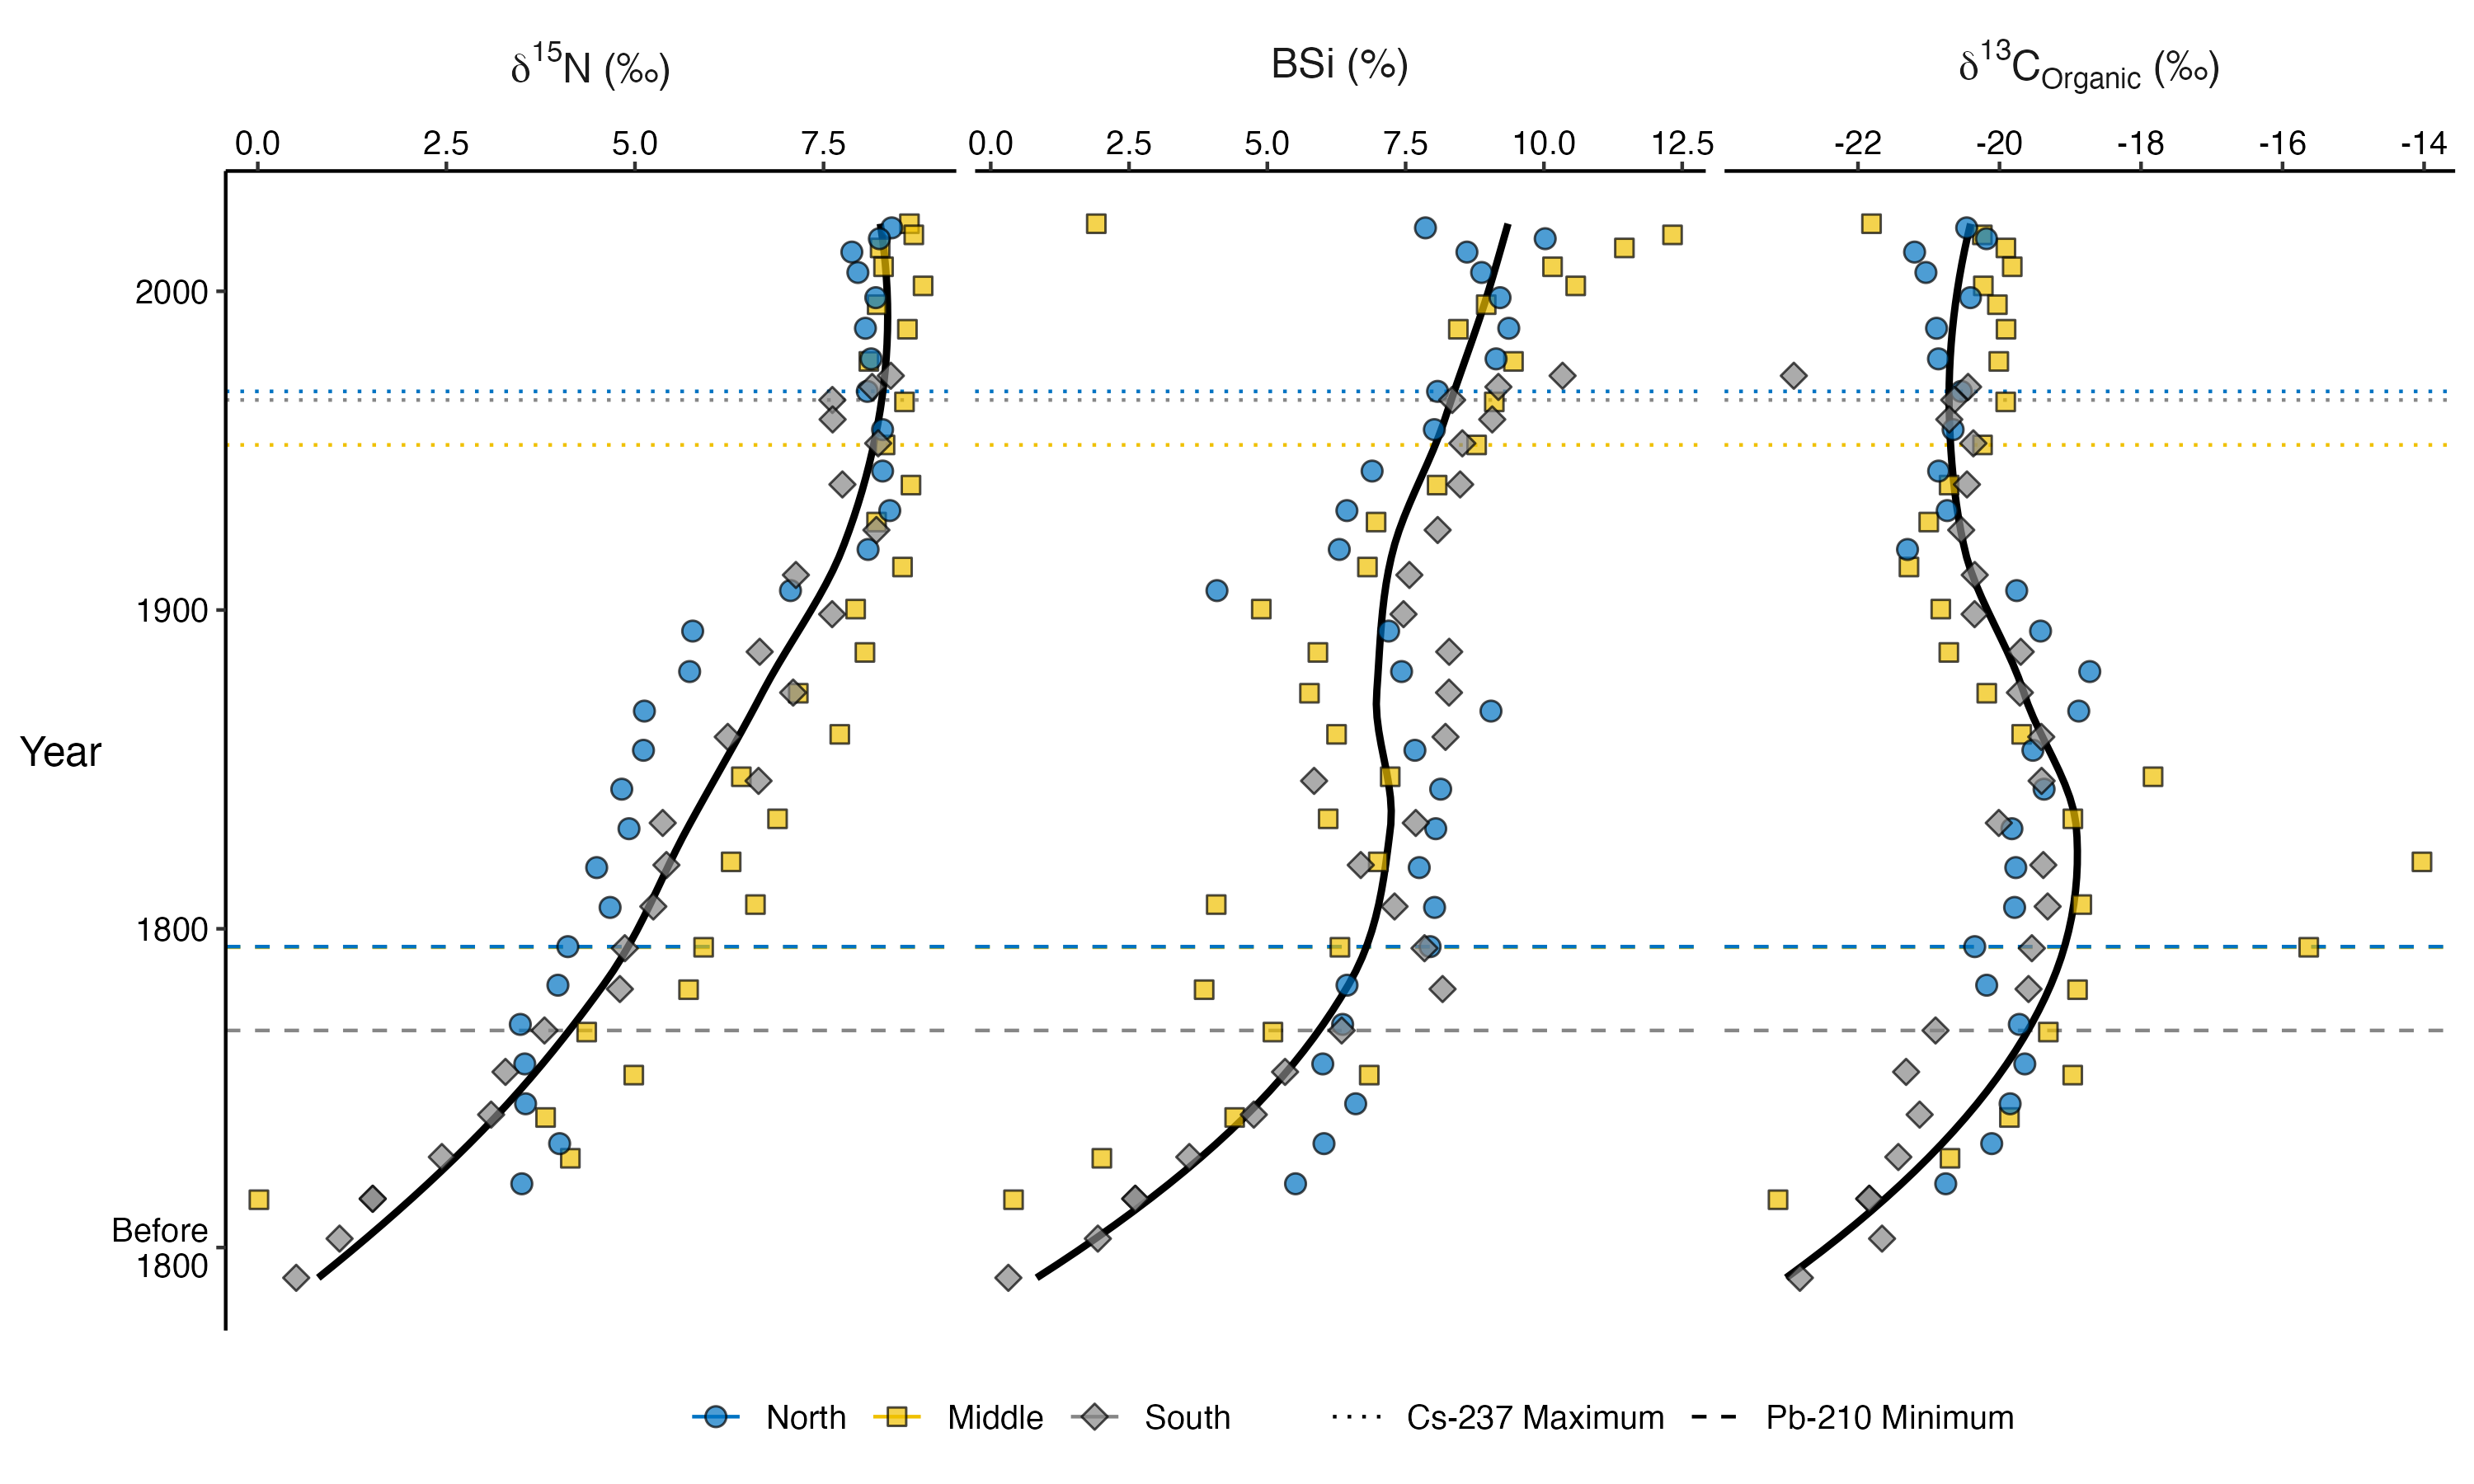 δ15N (‰) BSi (%) δ13COrganic (‰)
0.0 2.5 5.0 7.5 0.0 2.5 5.0 7.5 10.0 12.5 -22 -20 -18 -16 -14
2000
1900
Year
1800
Before
1800
North Middle South Cs-237 Maximum Pb-210 Minimum